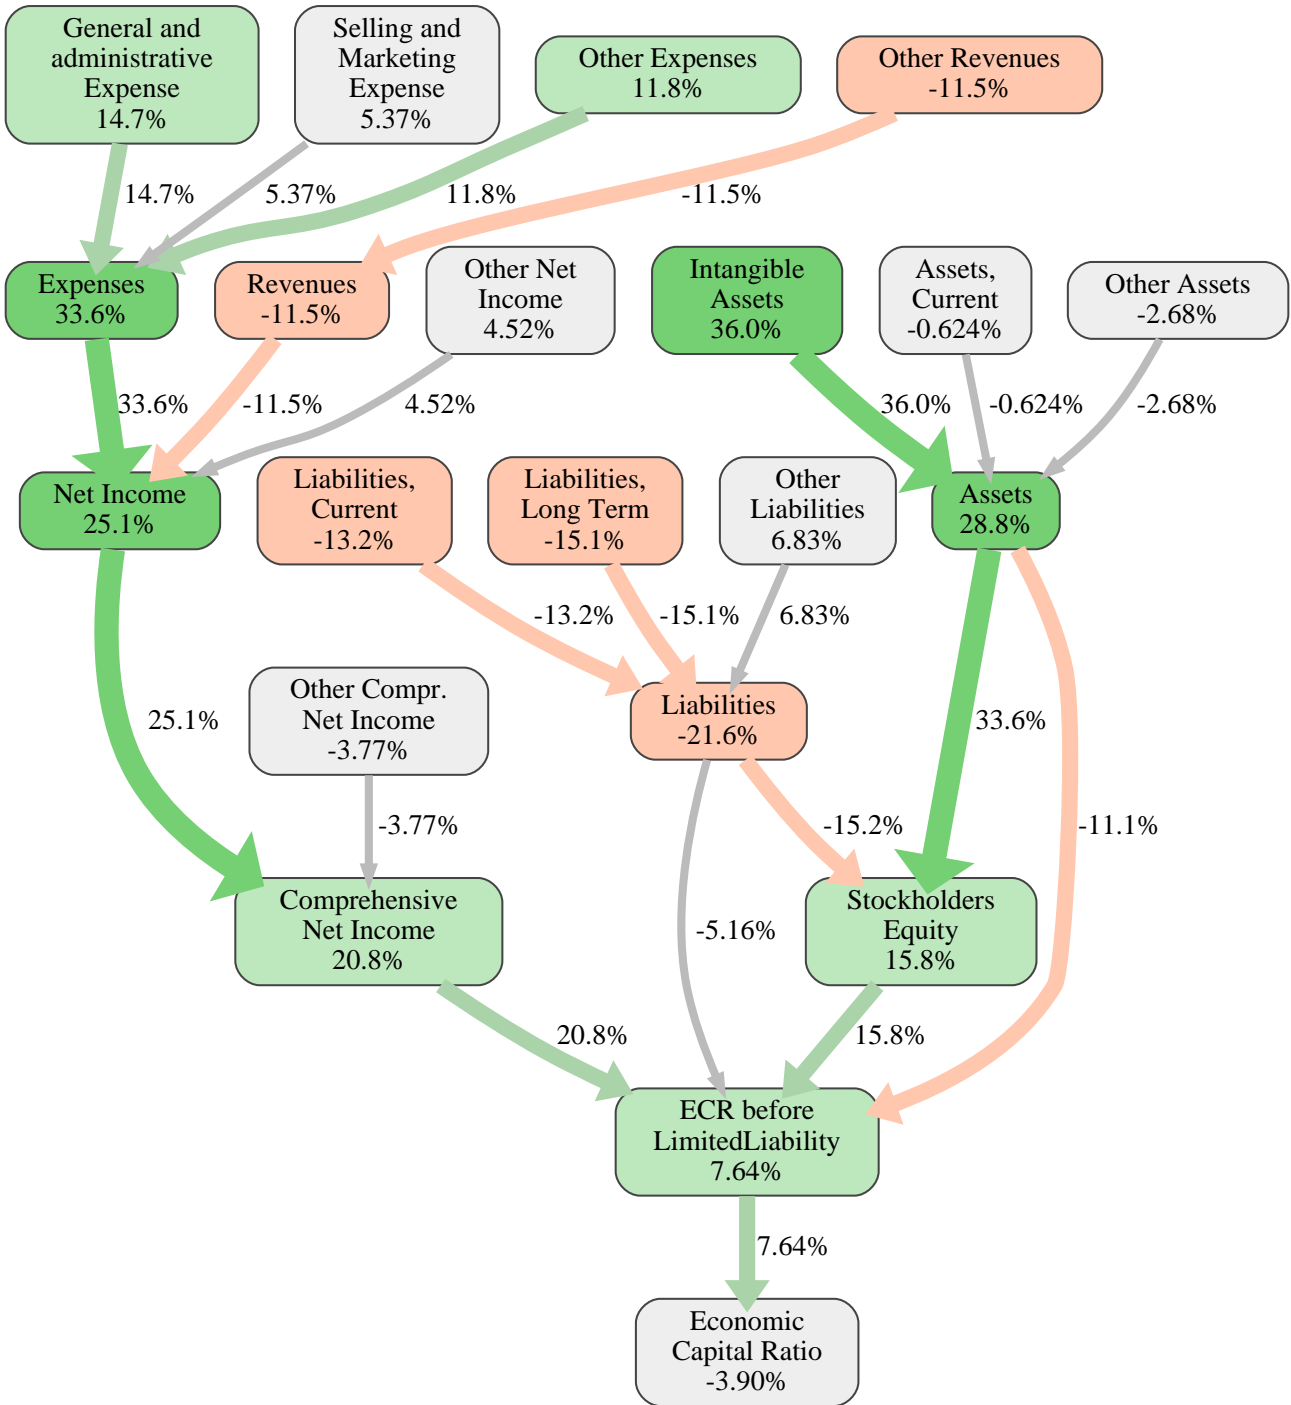 General and
administrative
Expense
14.7%
Selling and
Marketing
Expense
5.37%
Other Expenses
11.8%
Other Revenues
-11.5%
14.7%
5.37%
11.8%
-11.5%
Expenses
33.6%
Revenues
-11.5%
Other Net
Income
4.52%
Intangible
Assets
36.0%
Assets,
Current
-0.624%
Other Assets
-2.68%
33.6%
-11.5%
4.52%
36.0%
-0.624%
-2.68%
Net Income
25.1%
Liabilities,
Current
-13.2%
Liabilities,
Long Term
-15.1%
Other
Liabilities
6.83%
Assets
28.8%
-13.2%
-15.1%
6.83%
Other Compr.
Net Income
-3.77%
Liabilities
-21.6%
25.1%
33.6%
-3.77%
-15.2%
-11.1%
Comprehensive
Net Income
20.8%
-5.16%
Stockholders
Equity
15.8%
20.8%
15.8%
ECR before
LimitedLiability
7.64%
7.64%
Economic
Capital Ratio
-3.90%